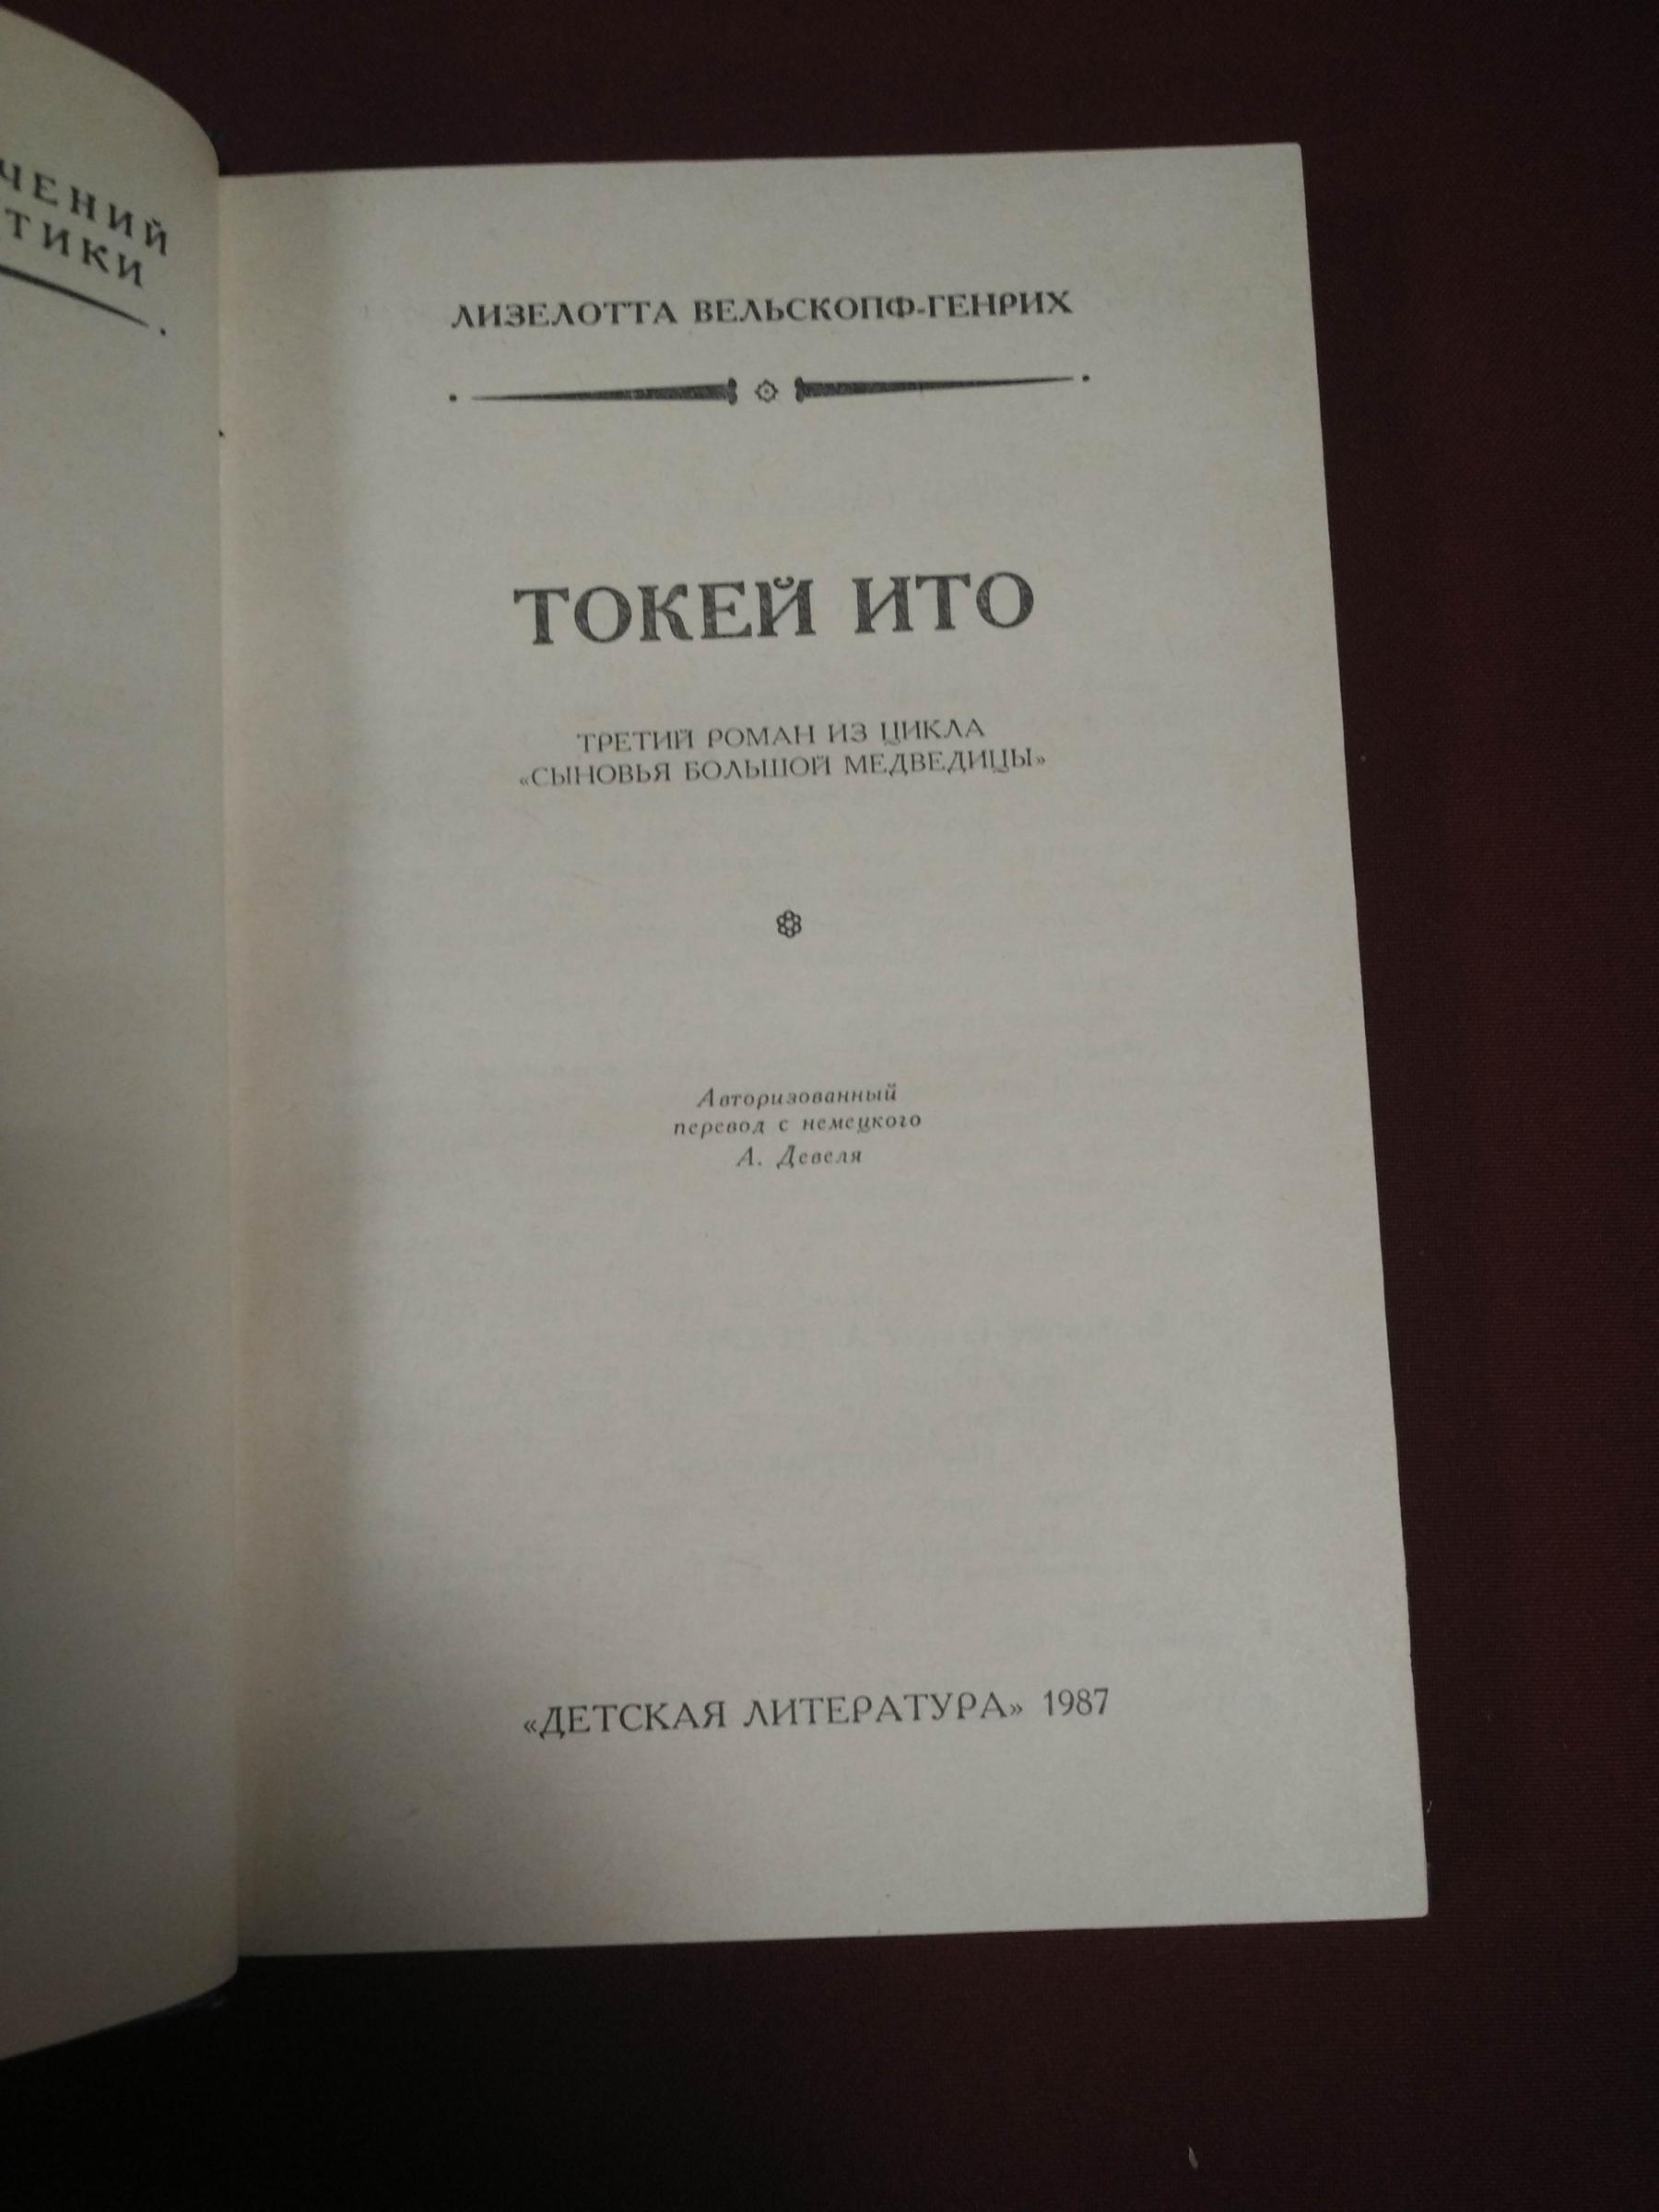 ЧЕНИЙ
ТИКИ
ЛИЗЕЛОТТА ВЕЛЬСКОПФ-ГЕНРИХ
ТОКЕЙ ИТО
ТРЕТИЙ РОМАН ИЗ ЦИКЛА
«СЫНОВЬЯ БОЛЬШОЙ МЕДВЕДИЦЫ»
Авторизованный
перевод с немецкого
А. Девеля
«ДЕТСКАЯ ЛИТЕРАТУРА» 1987